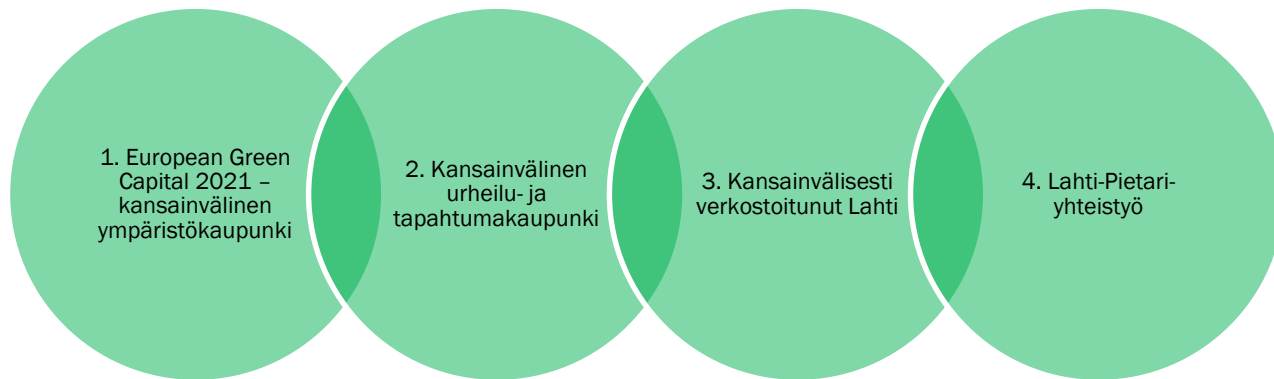 1. European Green
Capital 2021 –
kansainvälinen
ympäristökaupunki
2. Kansainvälinen
urheilu- ja
tapahtumakaupunki
3. Kansainvälisesti
verkostoitunut Lahti
4. Lahti-Pietari-
yhteistyö